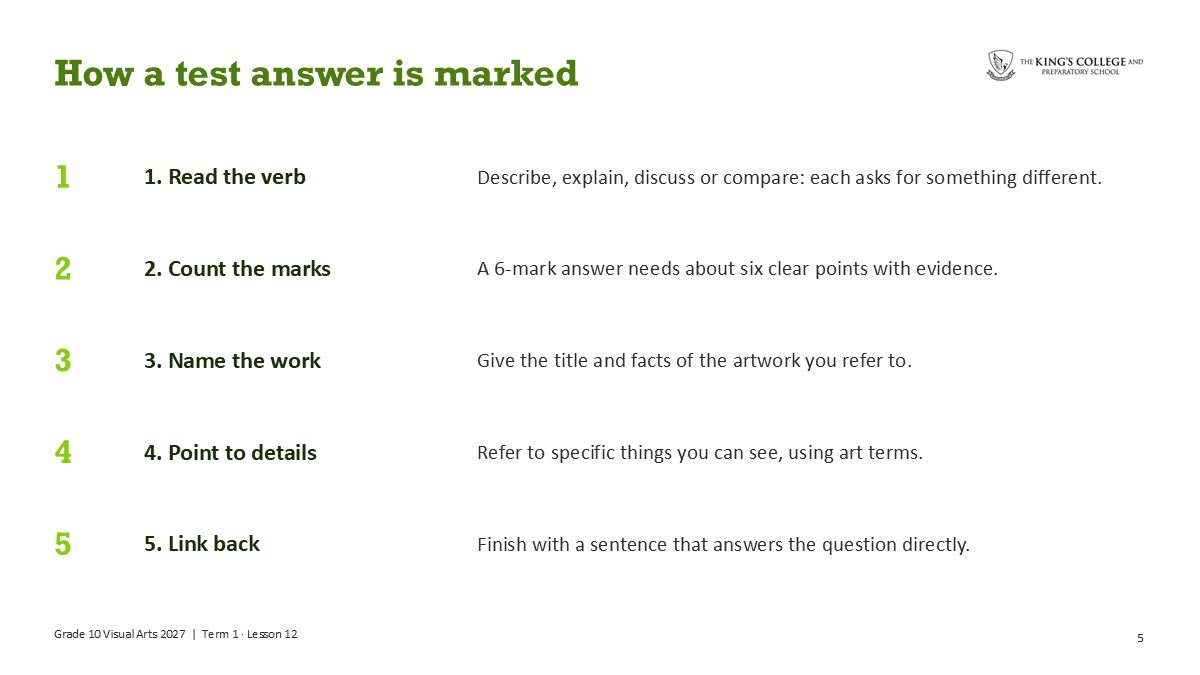 How a test answer is marked
THE KING'S COLLEGE AND
PREPARATORY SCHOOL
1 1. Read the verb Describe, explain, discuss or compare: each asks for something different.
2 2. Count the marks A 6-mark answer needs about six clear points with evidence.
3 3. Name the work Give the title and facts of the artwork you refer to.
4 4. Point to details Refer to specific things you can see, using art terms.
5 5. Link back Finish with a sentence that answers the question directly.
Grade 10 Visual Arts 2027 | Term 1 · Lesson 12
5